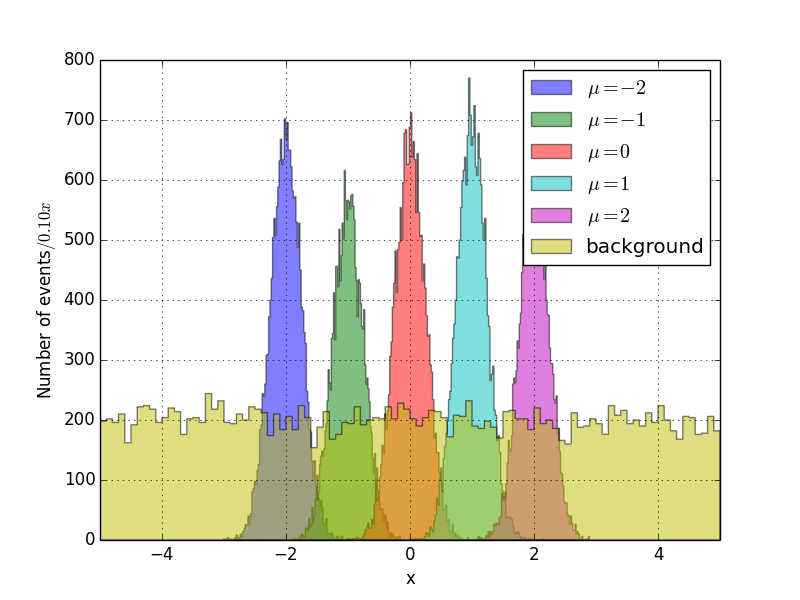 800
700
600
500
400
300
200
100
0
Number of events/0.10x
−4
−2
0
2
4
x
μ=−2
μ=−1
μ=0
μ=1
μ=2
background